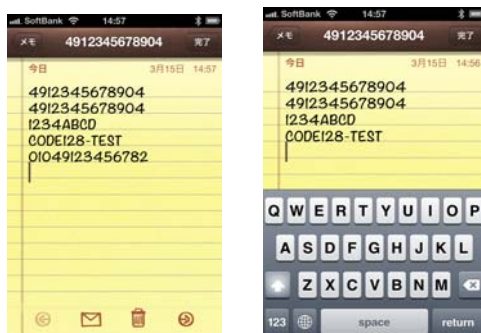 SoftBank 14:57
メモ 4912345678904 完了
今日 3月15日 14:57
4912345678904
4912345678904
1234ABCD
CODE128-TEST
01049123456782
SoftBank 14:57
メモ 4912345678904 完了
今日 3月15日 14:56
4912345678904
4912345678904
1234ABCD
CODE128-TEST
Q W E R T Y U I O P
A S D F G H J K L
Z X C V B N M
123 space return